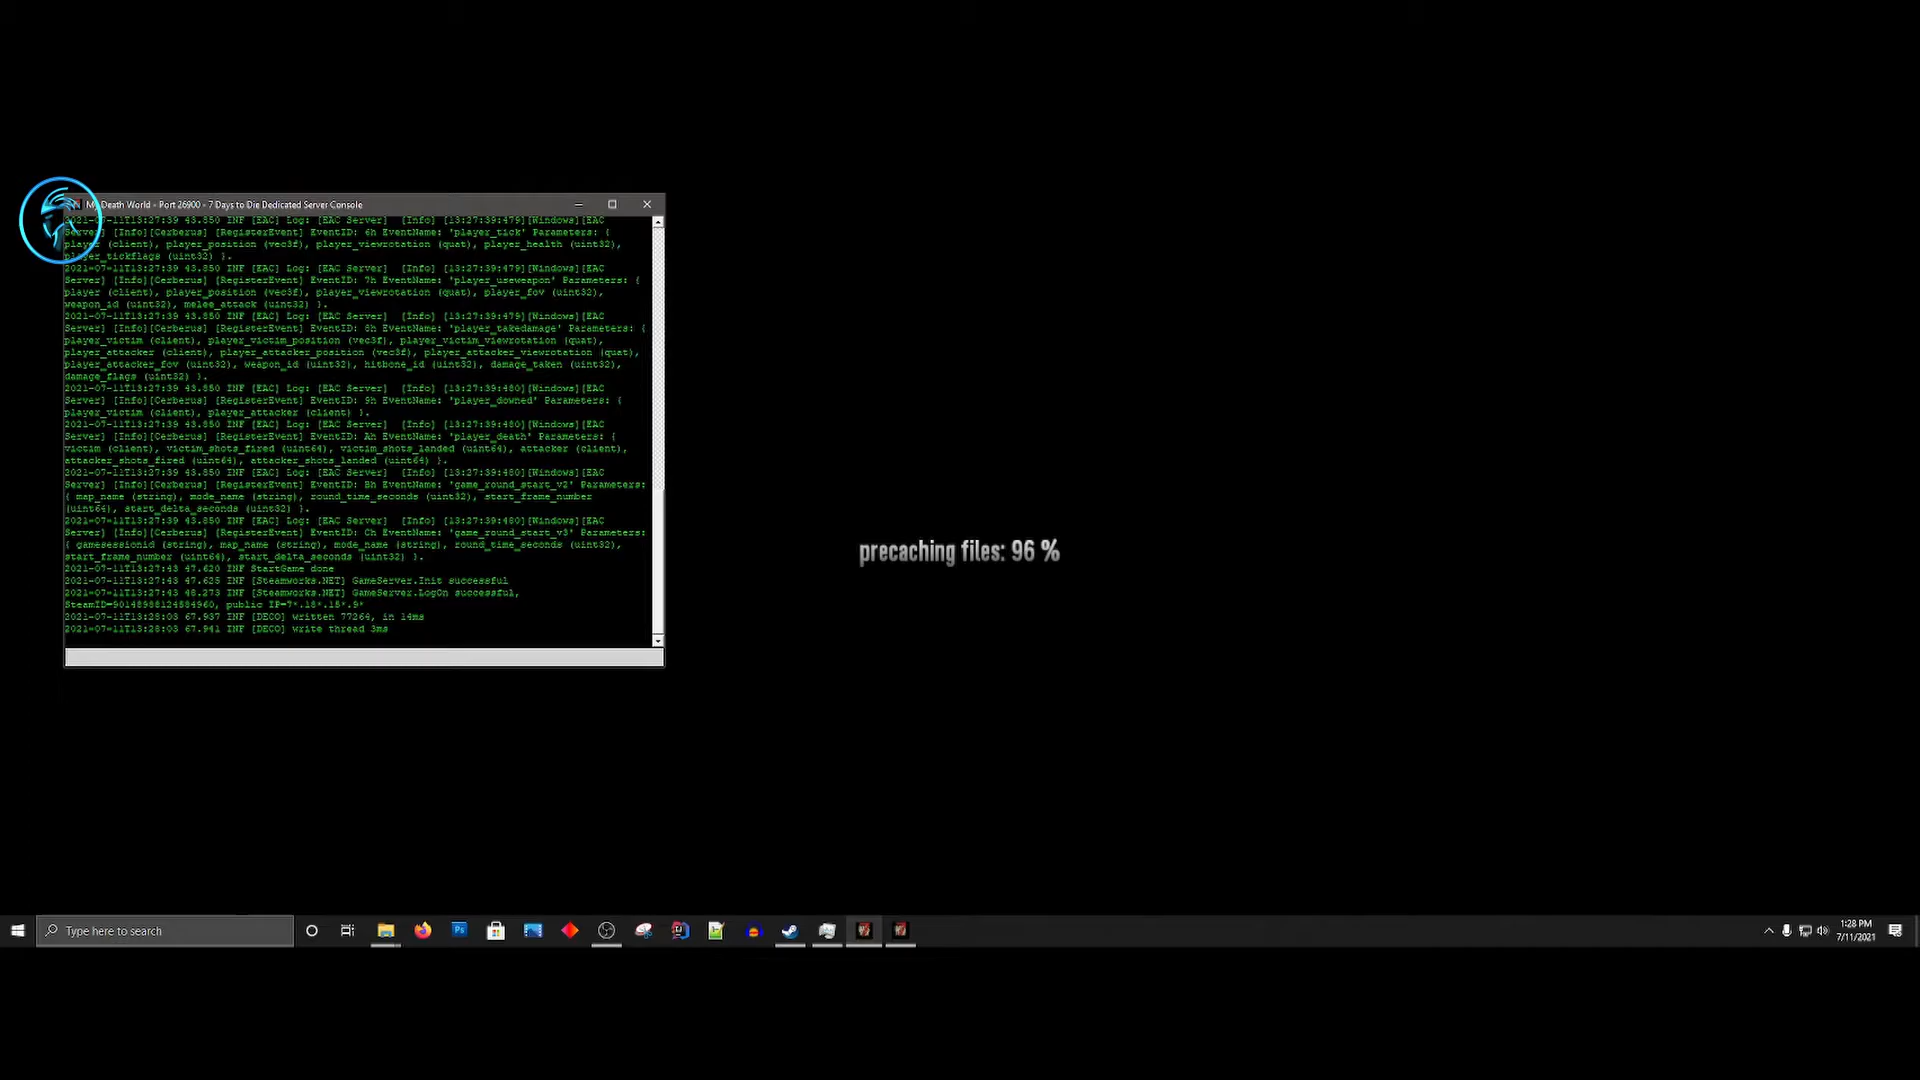 My Death World - Port 26900 - 7 Days to Die Dedicated Server Console
2021-07-11T13:27:39 43.850 INF [EAC] Log: [EAC Server] [Info] [13:27:39:479][Windows][EAC
Server] [Info][Cerberus] [RegisterEvent] EventID: 6h EventName: 'player_tick' Parameters: {
player (client), player_position (vec3f), player_viewrotation (quat), player_health (uint32),
player_tickflags (uint32) }.
2021-07-11T13:27:39 43.850 INF [EAC] Log: [EAC Server] [Info] [13:27:39:479][Windows][EAC
Server] [Info][Cerberus] [RegisterEvent] EventID: 7h EventName: 'player_useweapon' Parameters: {
player (client), player_position (vec3f), player_viewrotation (quat), player_fov (uint32),
weapon_id (uint32), melee_attack (uint32) }.
2021-07-11T13:27:39 43.850 INF [EAC] Log: [EAC Server] [Info] [13:27:39:479][Windows][EAC
Server] [Info][Cerberus] [RegisterEvent] EventID: 8h EventName: 'player_takedamage' Parameters: {
player_victim (client), player_victim_position (vec3f), player_victim_viewrotation (quat),
player_attacker (client), player_attacker_position (vec3f), player_attacker_viewrotation (quat),
player_attacker_fov (uint32), weapon_id (uint32), hitbone_id (uint32), damage_taken (uint32),
damage_flags (uint32) }.
2021-07-11T13:27:39 43.850 INF [EAC] Log: [EAC Server] [Info] [13:27:39:480][Windows][EAC
Server] [Info][Cerberus] [RegisterEvent] EventID: 9h EventName: 'player_downed' Parameters: {
player_victim (client), player_attacker (client) }.
2021-07-11T13:27:39 43.850 INF [EAC] Log: [EAC Server] [Info] [13:27:39:480][Windows][EAC
Server] [Info][Cerberus] [RegisterEvent] EventID: Ah EventName: 'player_death' Parameters: {
victim (client), victim_shots_fired (uint64), victim_shots_landed (uint64), attacker (client),
attacker_shots_fired (uint64), attacker_shots_landed (uint64) }.
2021-07-11T13:27:39 43.850 INF [EAC] Log: [EAC Server] [Info] [13:27:39:480][Windows][EAC
Server] [Info][Cerberus] [RegisterEvent] EventID: Bh EventName: 'game_round_start_v2' Parameters:
{ map_name (string), mode_name (string), round_time_seconds (uint32), start_frame_number
(uint64), start_delta_seconds (uint32) }.
2021-07-11T13:27:39 43.850 INF [EAC] Log: [EAC Server] [Info] [13:27:39:480][Windows][EAC
Server] [Info][Cerberus] [RegisterEvent] EventID: Ch EventName: 'game_round_start_v3' Parameters:
{ gamesessionid (string), map_name (string), mode_name (string), round_time_seconds (uint32),
start_frame_number (uint64), start_delta_seconds (uint32) }.
2021-07-11T13:27:43 47.620 INF StartGame done
2021-07-11T13:27:43 47.625 INF [Steamworks.NET] GameServer.Init successful
2021-07-11T13:27:43 48.273 INF [Steamworks.NET] GameServer.LogOn successful,
SteamID=90148988124584960, public IP=7*.18*.15*.9*
2021-07-11T13:28:03 67.937 INF [DECO] written 77264, in 14ms
2021-07-11T13:28:03 67.941 INF [DECO] write thread 3ms
precaching files: 96 %
Type here to search
1:28 PM
7/11/2021